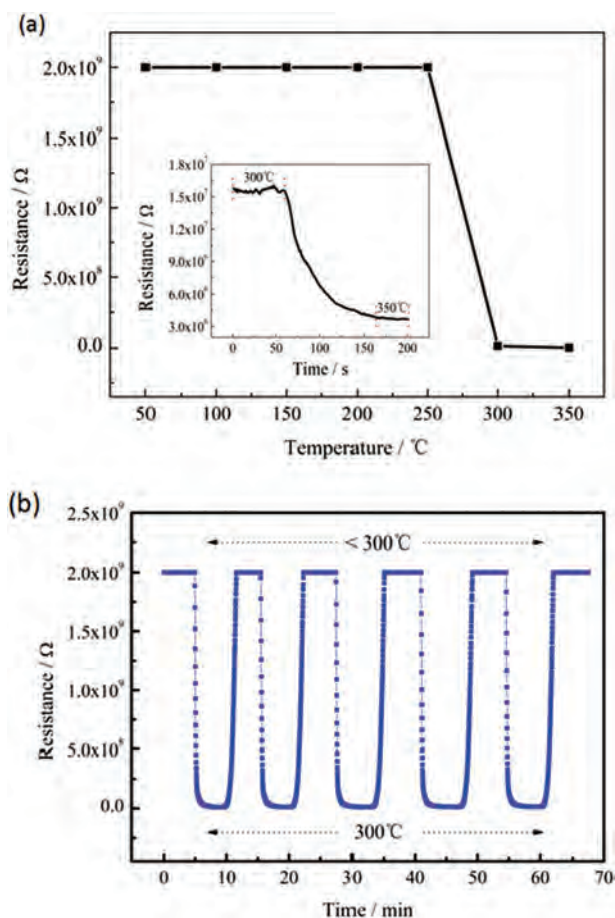 (a)
2.0x10⁹
1.5x10⁹
1.0x10⁹
5.0x10⁸
0.0
Resistance / Ω
1.8x10⁷
1.5x10⁷
1.2x10⁷
9.0x10⁶
6.0x10⁶
3.0x10⁶
Resistance / Ω
300℃
350℃
0 50 100 150 200
Time / s
50 100 150 200 250 300 350
Temperature / ℃
(b)
2.5x10⁹
2.0x10⁹
1.5x10⁹
1.0x10⁹
5.0x10⁸
0.0
Resistance / Ω
< 300℃
300℃
0 10 20 30 40 50 60 70
Time / min